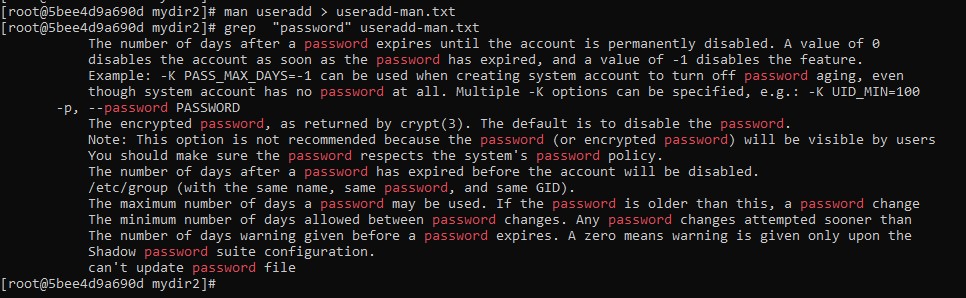 [root@5bee4d9a690d mydir2]# man useradd > useradd-man.txt
[root@5bee4d9a690d mydir2]# grep  "password" useradd-man.txt
The number of days after a password expires until the account is permanently disabled. A value of 0
disables the account as soon as the password has expired, and a value of -1 disables the feature.
Example: -K PASS_MAX_DAYS=-1 can be used when creating system account to turn off password aging, even
though system account has no password at all. Multiple -K options can be specified, e.g.: -K UID_MIN=100
-p, --password PASSWORD
The encrypted password, as returned by crypt(3). The default is to disable the password.
Note: This option is not recommended because the password (or encrypted password) will be visible by users
You should make sure the password respects the system's password policy.
The number of days after a password has expired before the account will be disabled.
/etc/group (with the same name, same password, and same GID).
The maximum number of days a password may be used. If the password is older than this, a password change
The minimum number of days allowed between password changes. Any password changes attempted sooner than
The number of days warning given before a password expires. A zero means warning is given only upon the
Shadow password suite configuration.
can't update password file
[root@5bee4d9a690d mydir2]#